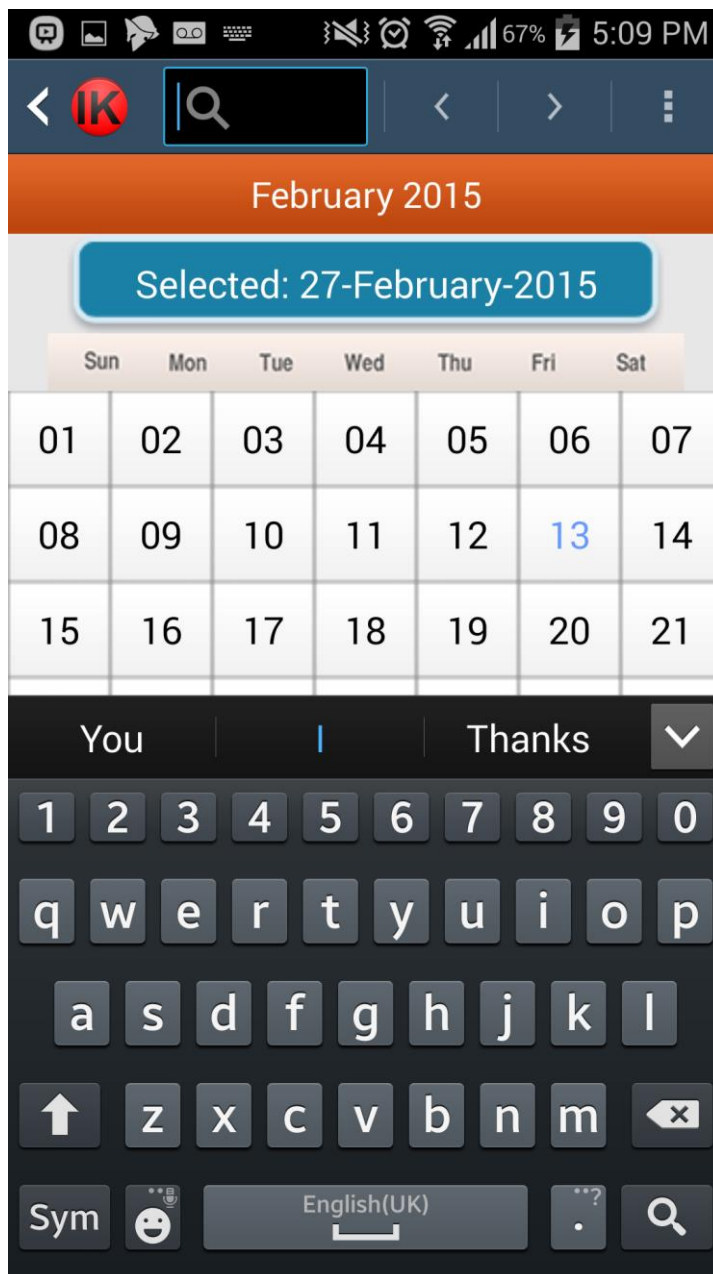 67% 5:09 PM
IK
February 2015
Selected: 27-February-2015
Sun Mon Tue Wed Thu Fri Sat
01 02 03 04 05 06 07
08 09 10 11 12 13 14
15 16 17 18 19 20 21
You I Thanks
1 2 3 4 5 6 7 8 9 0
q w e r t y u i o p
a s d f g h j k l
z x c v b n m
Sym English(UK) . ?